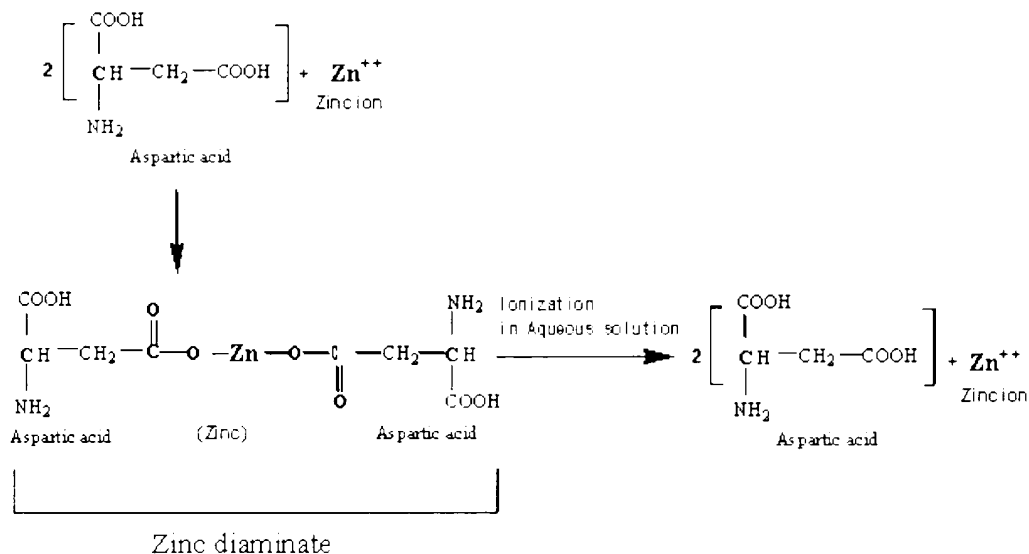 COOH
2 CH — CH₂ — COOH + Zn⁺⁺
Zincion
NH₂
Aspartic acid
COOH
CH — CH₂ — C — O — Zn — O — C — CH₂ — CH
O
NH₂
Aspartic acid
(Zinc)
O
NH₂
COOH
Aspartic acid
Zinc diaminate
Ionization
in Aqueous solution
COOH
2 CH — CH₂ — COOH + Zn⁺⁺
Zincion
NH₂
Aspartic acid